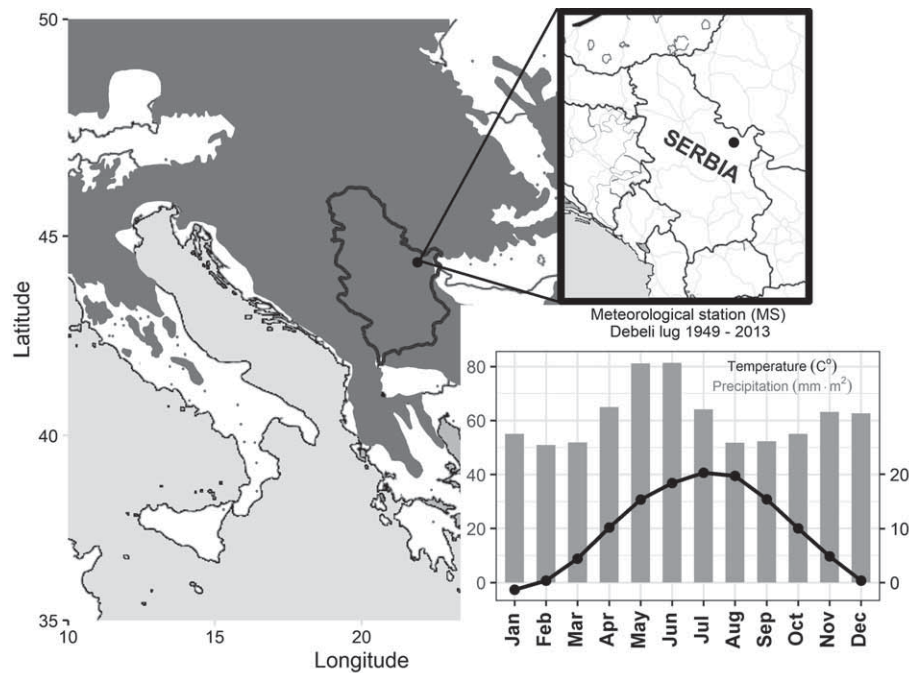 50
45
40
35
10
15
20
Latitude
Longitude
SERBIA
Meteorological station (MS)
Debeli lug 1949 - 2013
Temperature (C°)
Precipitation (mm · m²)
80
60
40
20
0
20
10
0
Jan
Feb
Mar
Apr
May
Jun
Jul
Aug
Sep
Oct
Nov
Dec